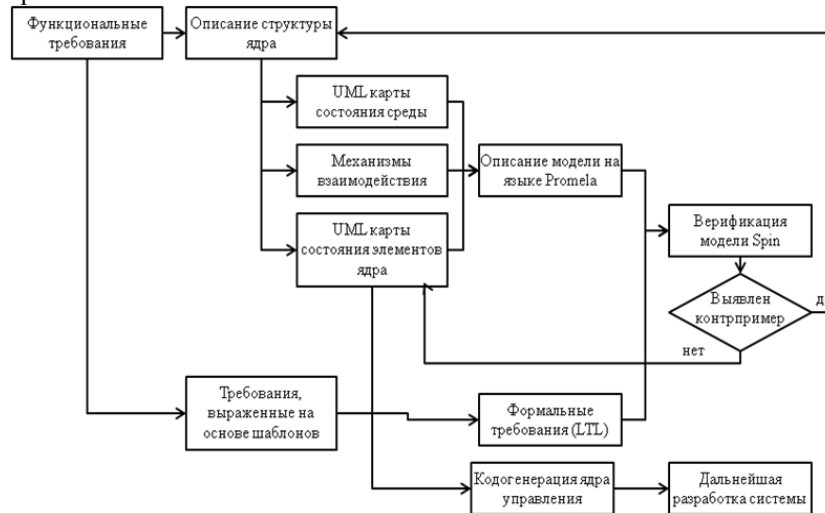 Функциональные
требования
Описание структуры
ядра
UML карты
состояния среды
Механизмы
взаимодействия
Описание модели на
языке Promela
UML карты
состояния элементов
ядра
Верификация
модели Spin
Выявлен
контрпример
нет
Требования,
выраженные на
основе шаблонов
Формальные
требования (LTL)
Кодогенерация ядра
управления
Дальнейшая
разработка системы